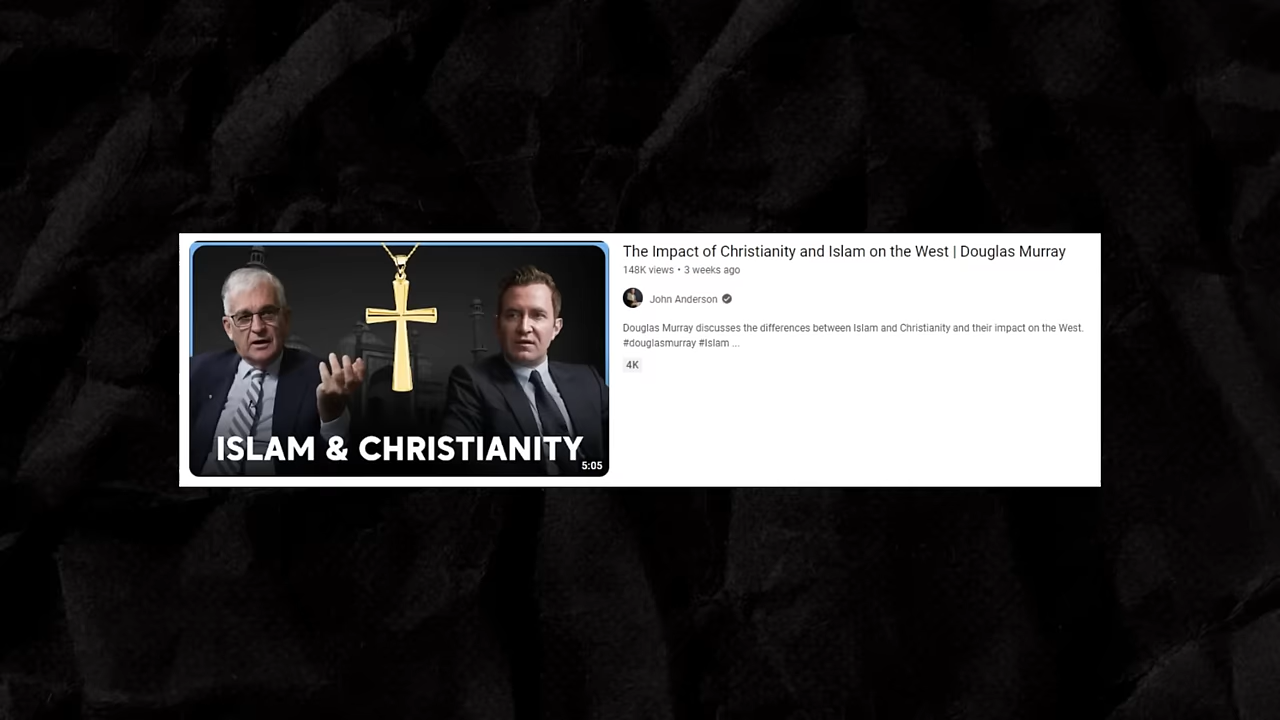 ISLAM & CHRISTIANITY
5:05
The Impact of Christianity and Islam on the West | Douglas Murray
148K views • 3 weeks ago
John Anderson
Douglas Murray discusses the differences between Islam and Christianity and their impact on the West.
#douglasmurray #Islam ...
4K